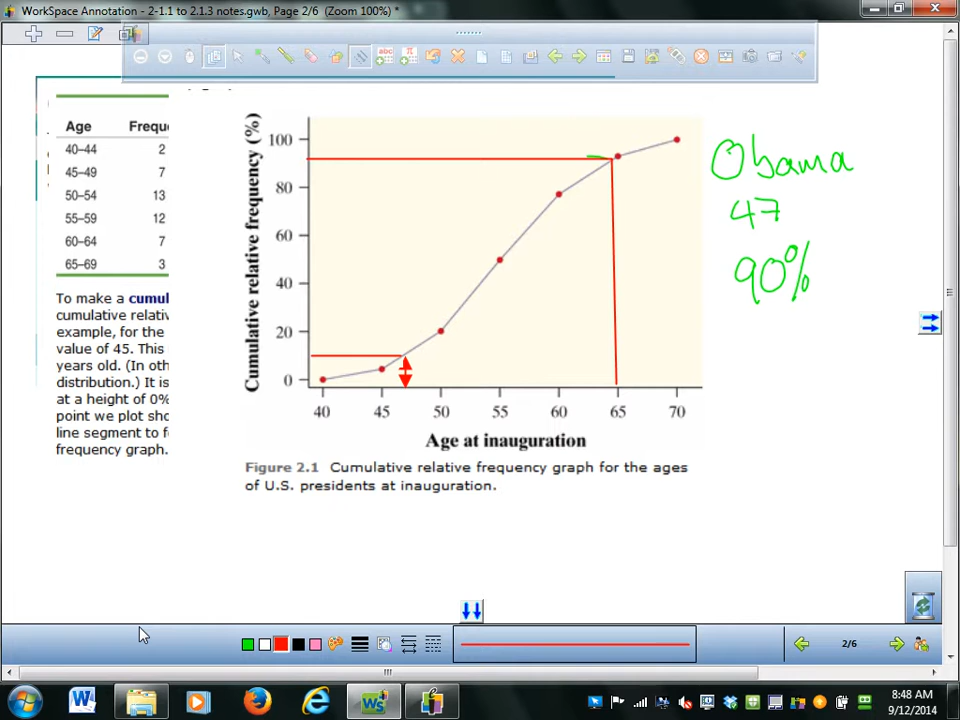 WorkSpace Annotation - 2-1.1 to 2.1.3 notes.gwb, Page 2/6 (Zoom 100%) *
Age Frequ
40–44 2
45–49 7
50–54 13
55–59 12
60–64 7
65–69 3
To make a cumul
cumulative relativ
example, for the
value of 45. This
years old. (In oth
distribution.) It is
at a height of 0%
point we plot sho
line segment to f
frequency graph.
Cumulative relative frequency (%)
100
80
60
40
20
0
40 45 50 55 60 65 70
Age at inauguration
Figure 2.1 Cumulative relative frequency graph for the ages
of U.S. presidents at inauguration.
Obama
47
90%
2/6
8:48 AM
9/12/2014